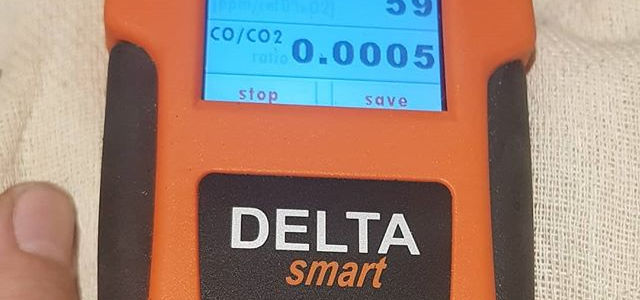 59
CO/CO2
ratio 0.0005
stop save
DELTA
smart